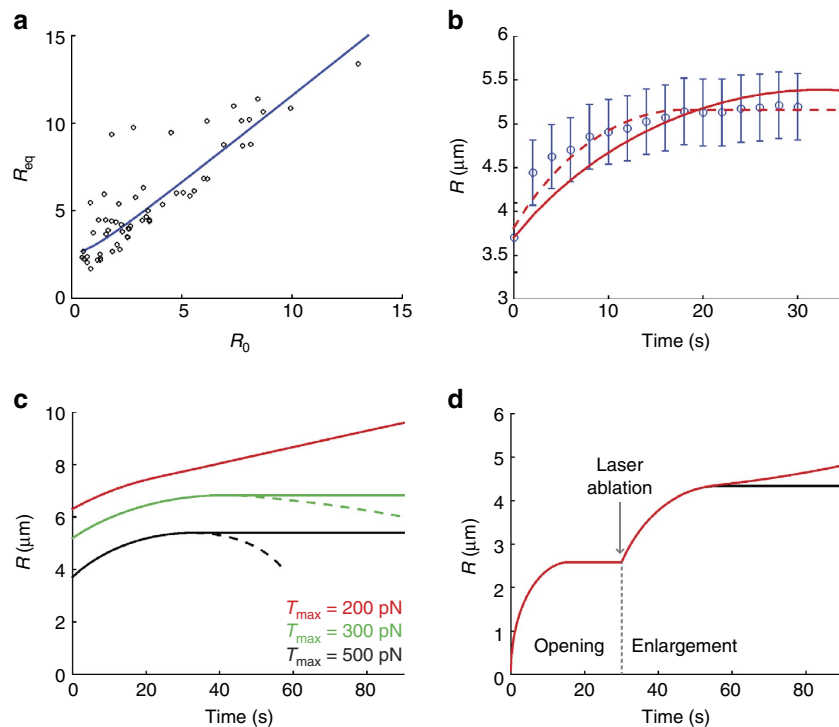 a
15
10
5
0
R_eq
0
5
10
15
R_0
b
6
5.5
5
4.5
4
3.5
3
R (μm)
0
10
20
30
Time (s)
c
10
8
6
4
2
0
R (μm)
T_max = 200 pN
T_max = 300 pN
T_max = 500 pN
0
20
40
60
80
Time (s)
d
6
5
4
3
2
1
0
R (μm)
Laser
ablation
Opening
Enlargement
0
20
40
60
80
Time (s)